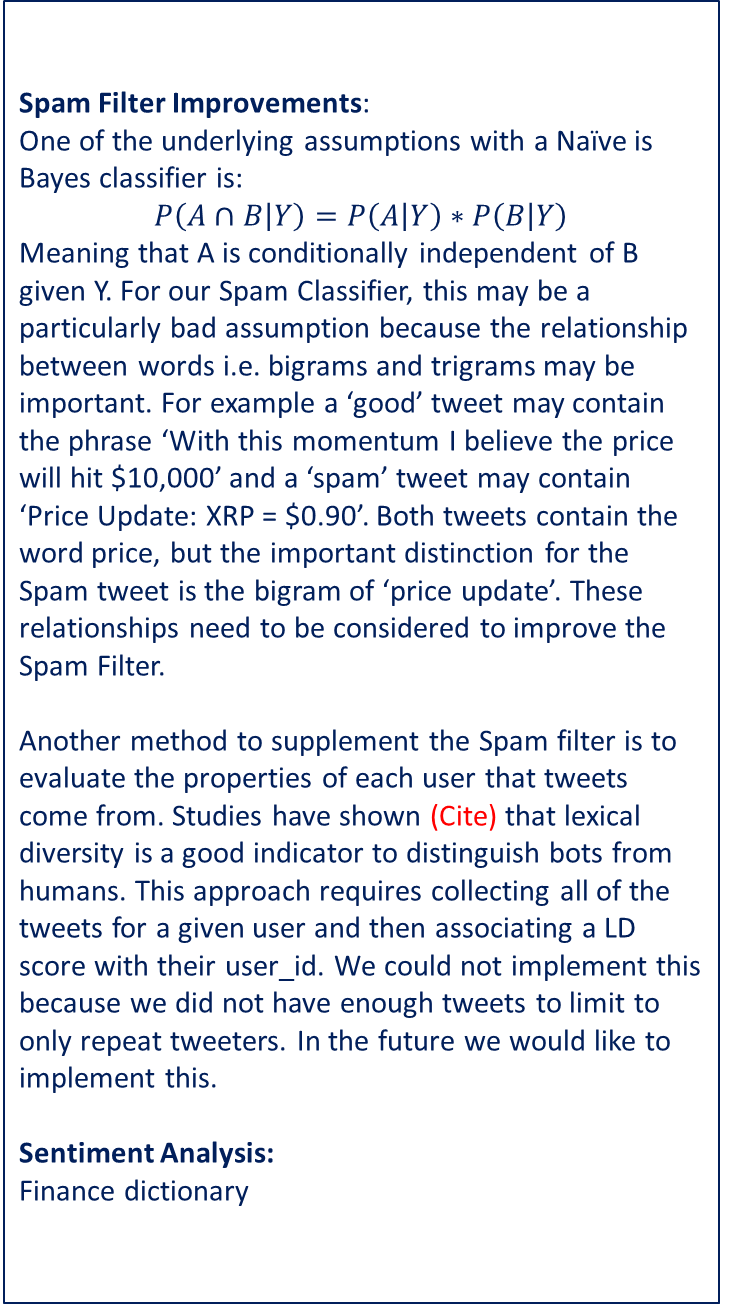 Spam Filter Improvements:
One of the underlying assumptions with a Naïve is
Bayes classifier is:
𝑃(𝐴 ∩ 𝐵|𝑌) = 𝑃(𝐴|𝑌) ∗ 𝑃(𝐵|𝑌)
Meaning that A is conditionally independent of B
given Y. For our Spam Classifier, this may be a
particularly bad assumption because the relationship
between words i.e. bigrams and trigrams may be
important. For example a ‘good’ tweet may contain
the phrase ‘With this momentum I believe the price
will hit $10,000’ and a ‘spam’ tweet may contain
‘Price Update: XRP = $0.90’. Both tweets contain the
word price, but the important distinction for the
Spam tweet is the bigram of ‘price update’. These
relationships need to be considered to improve the
Spam Filter.
Another method to supplement the Spam filter is to
evaluate the properties of each user that tweets
come from. Studies have shown (Cite) that lexical
diversity is a good indicator to distinguish bots from
humans. This approach requires collecting all of the
tweets for a given user and then associating a LD
score with their user_id. We could not implement this
because we did not have enough tweets to limit to
only repeat tweeters. In the future we would like to
implement this.
Sentiment Analysis:
Finance dictionary